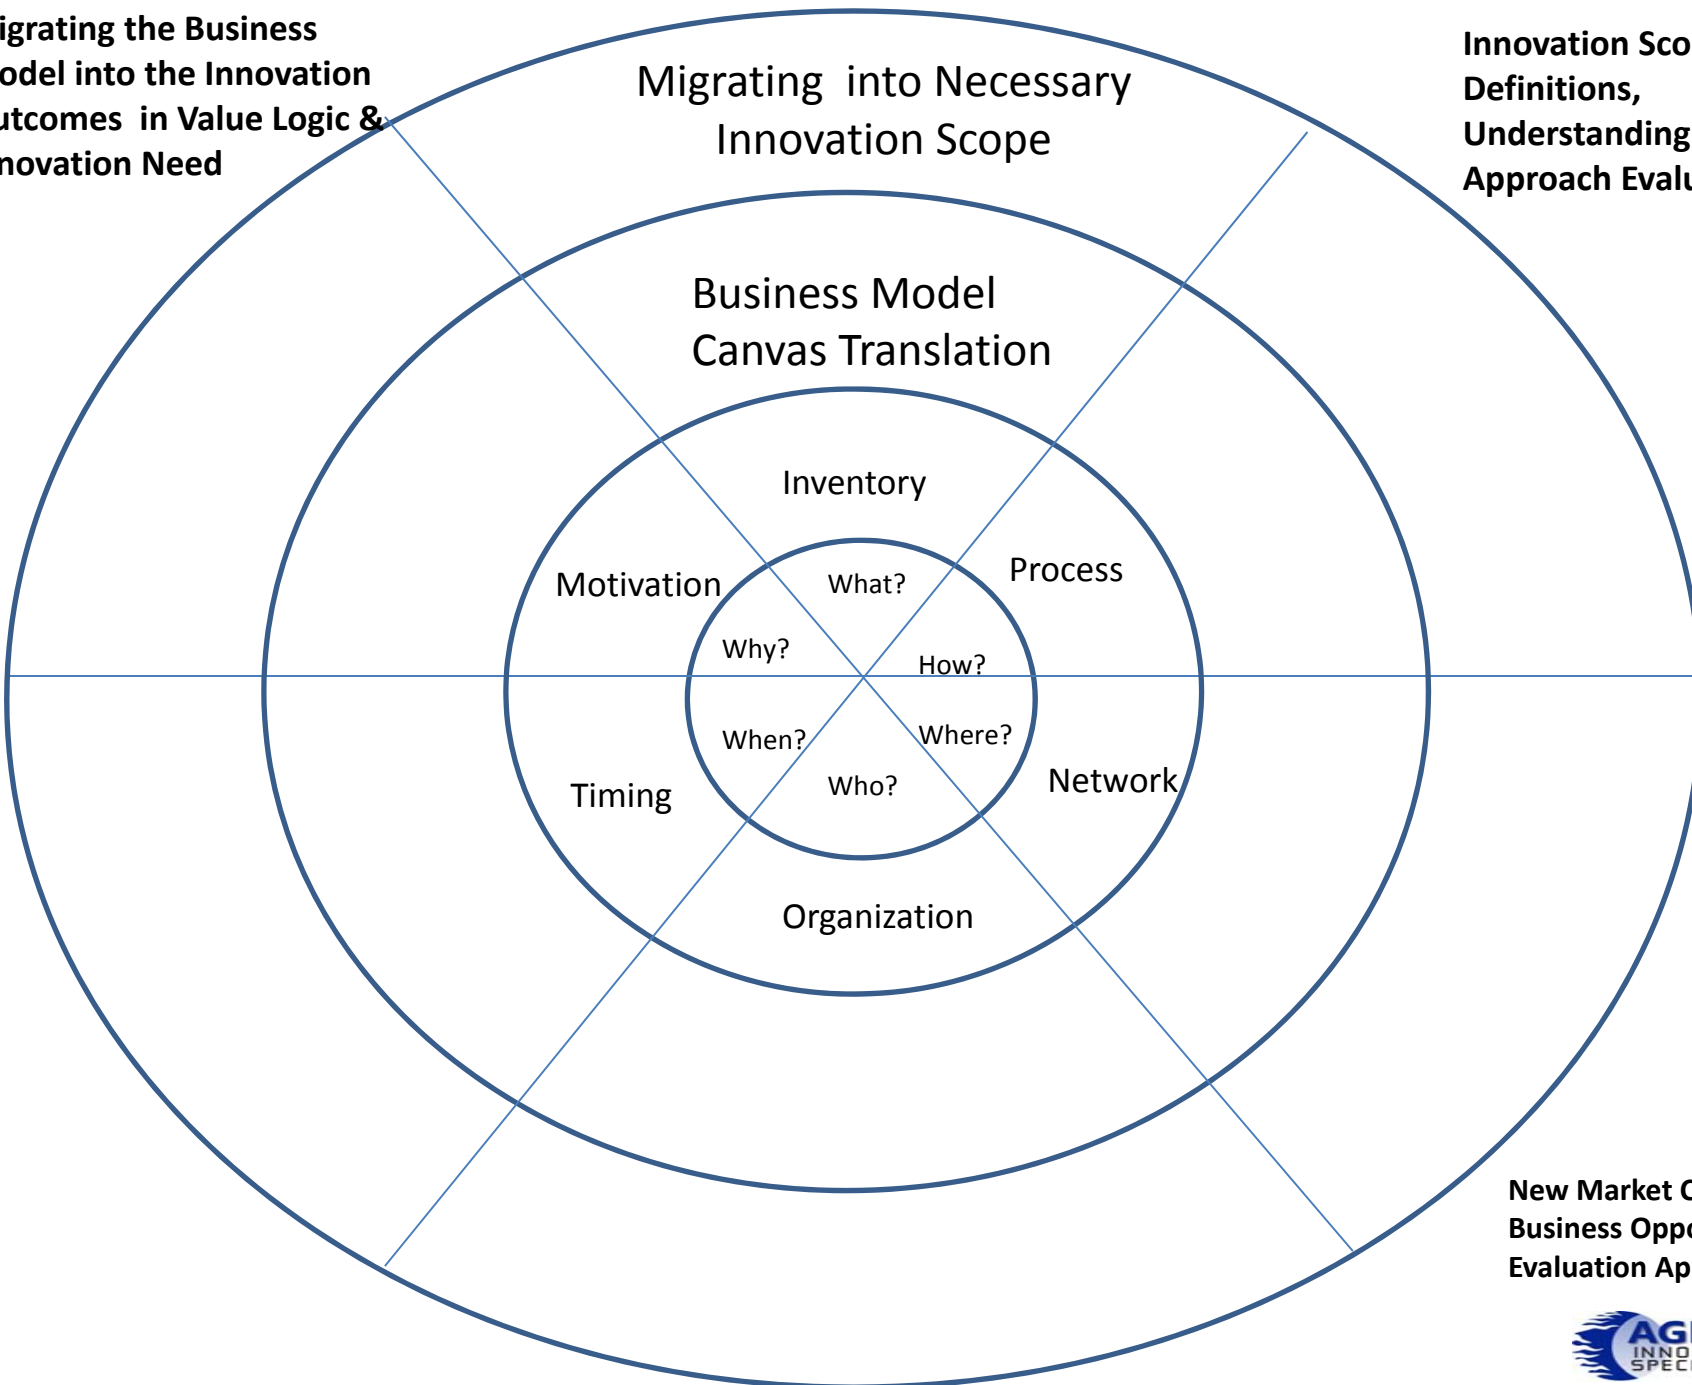 igrating the Business
odel into the Innovation
utcomes in Value Logic &
novation Need
Migrating into Necessary
Innovation Scope
Innovation Sco
Definitions,
Understanding
Approach Evalu
Business Model
Canvas Translation
Inventory
Motivation
Process
What?
Why?
How?
When?
Where?
Who?
Timing
Network
Organization
New Market
Business Oppo
Evaluation Ap
AG
INNO
SPEC